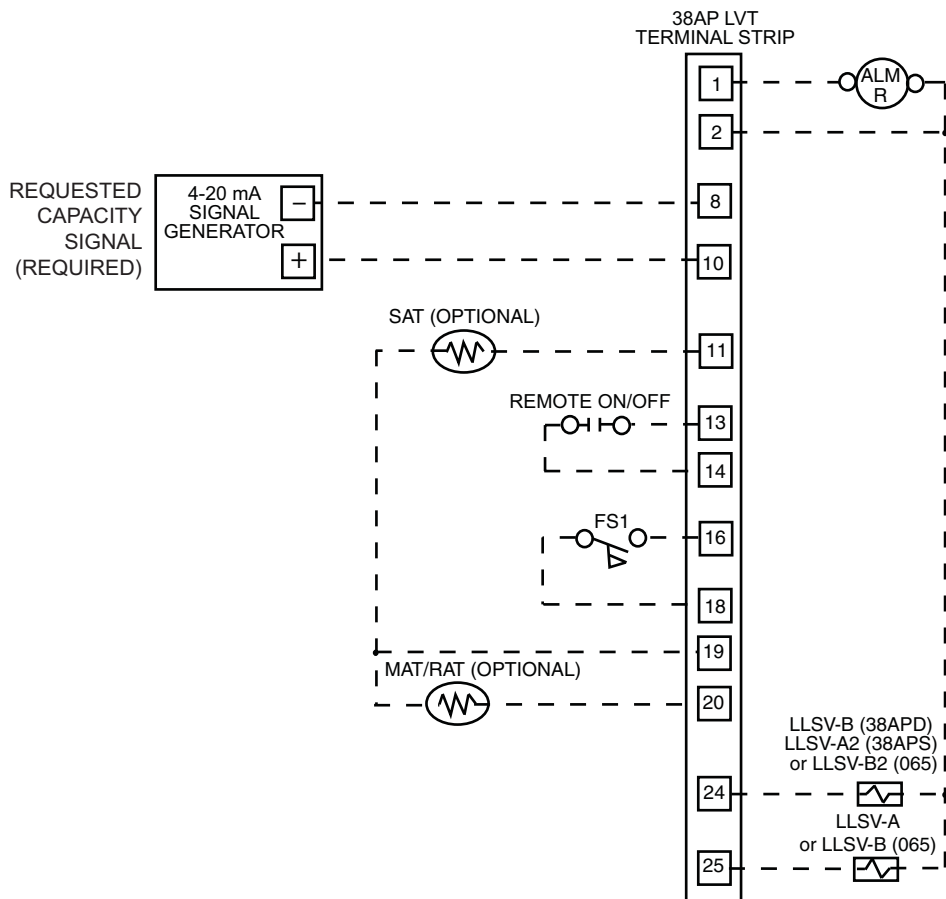 38AP LVT
TERMINAL STRIP
1
ALM
R
2
REQUESTED
CAPACITY
SIGNAL
(REQUIRED)
4-20 mA
SIGNAL
GENERATOR
−
+
8
10
SAT (OPTIONAL)
11
REMOTE ON/OFF
13
14
FS1
16
18
19
MAT/RAT (OPTIONAL)
20
LLSV-B (38APD)
LLSV-A2 (38APS)
or LLSV-B2 (065)
24
LLSV-A
or LLSV-B (065)
25